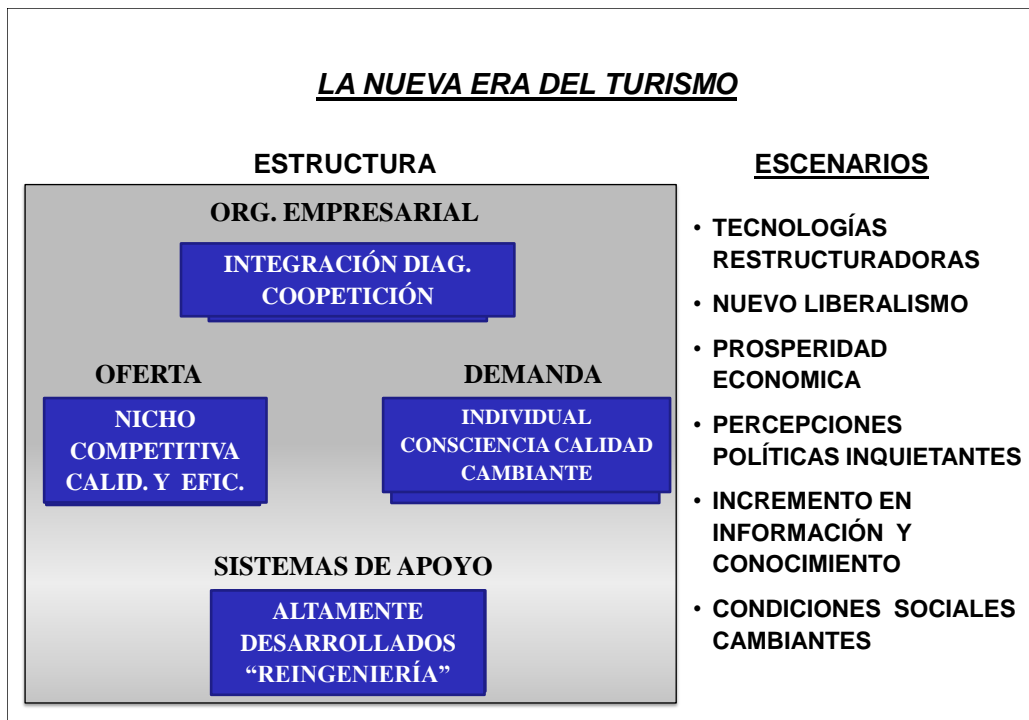 LA NUEVA ERA DEL TURISMO
ESTRUCTURA
ORG. EMPRESARIAL
INTEGRACIÓN DIAG.
COOPETICIÓN
OFERTA
NICHO
COMPETITIVA
CALID. Y EFIC.
DEMANDA
INDIVIDUAL
CONSCIENCIA CALIDAD
CAMBIANTE
SISTEMAS DE APOYO
ALTAMENTE
DESARROLLADOS
“REINGENIERÍA”
ESCENARIOS
• TECNOLOGÍAS
RESTRUCTURADORAS
• NUEVO LIBERALISMO
• PROSPERIDAD
ECONOMICA
• PERCEPCIONES
POLÍTICAS INQUIETANTES
• INCREMENTO EN
INFORMACIÓN Y
CONOCIMIENTO
• CONDICIONES SOCIALES
CAMBIANTES